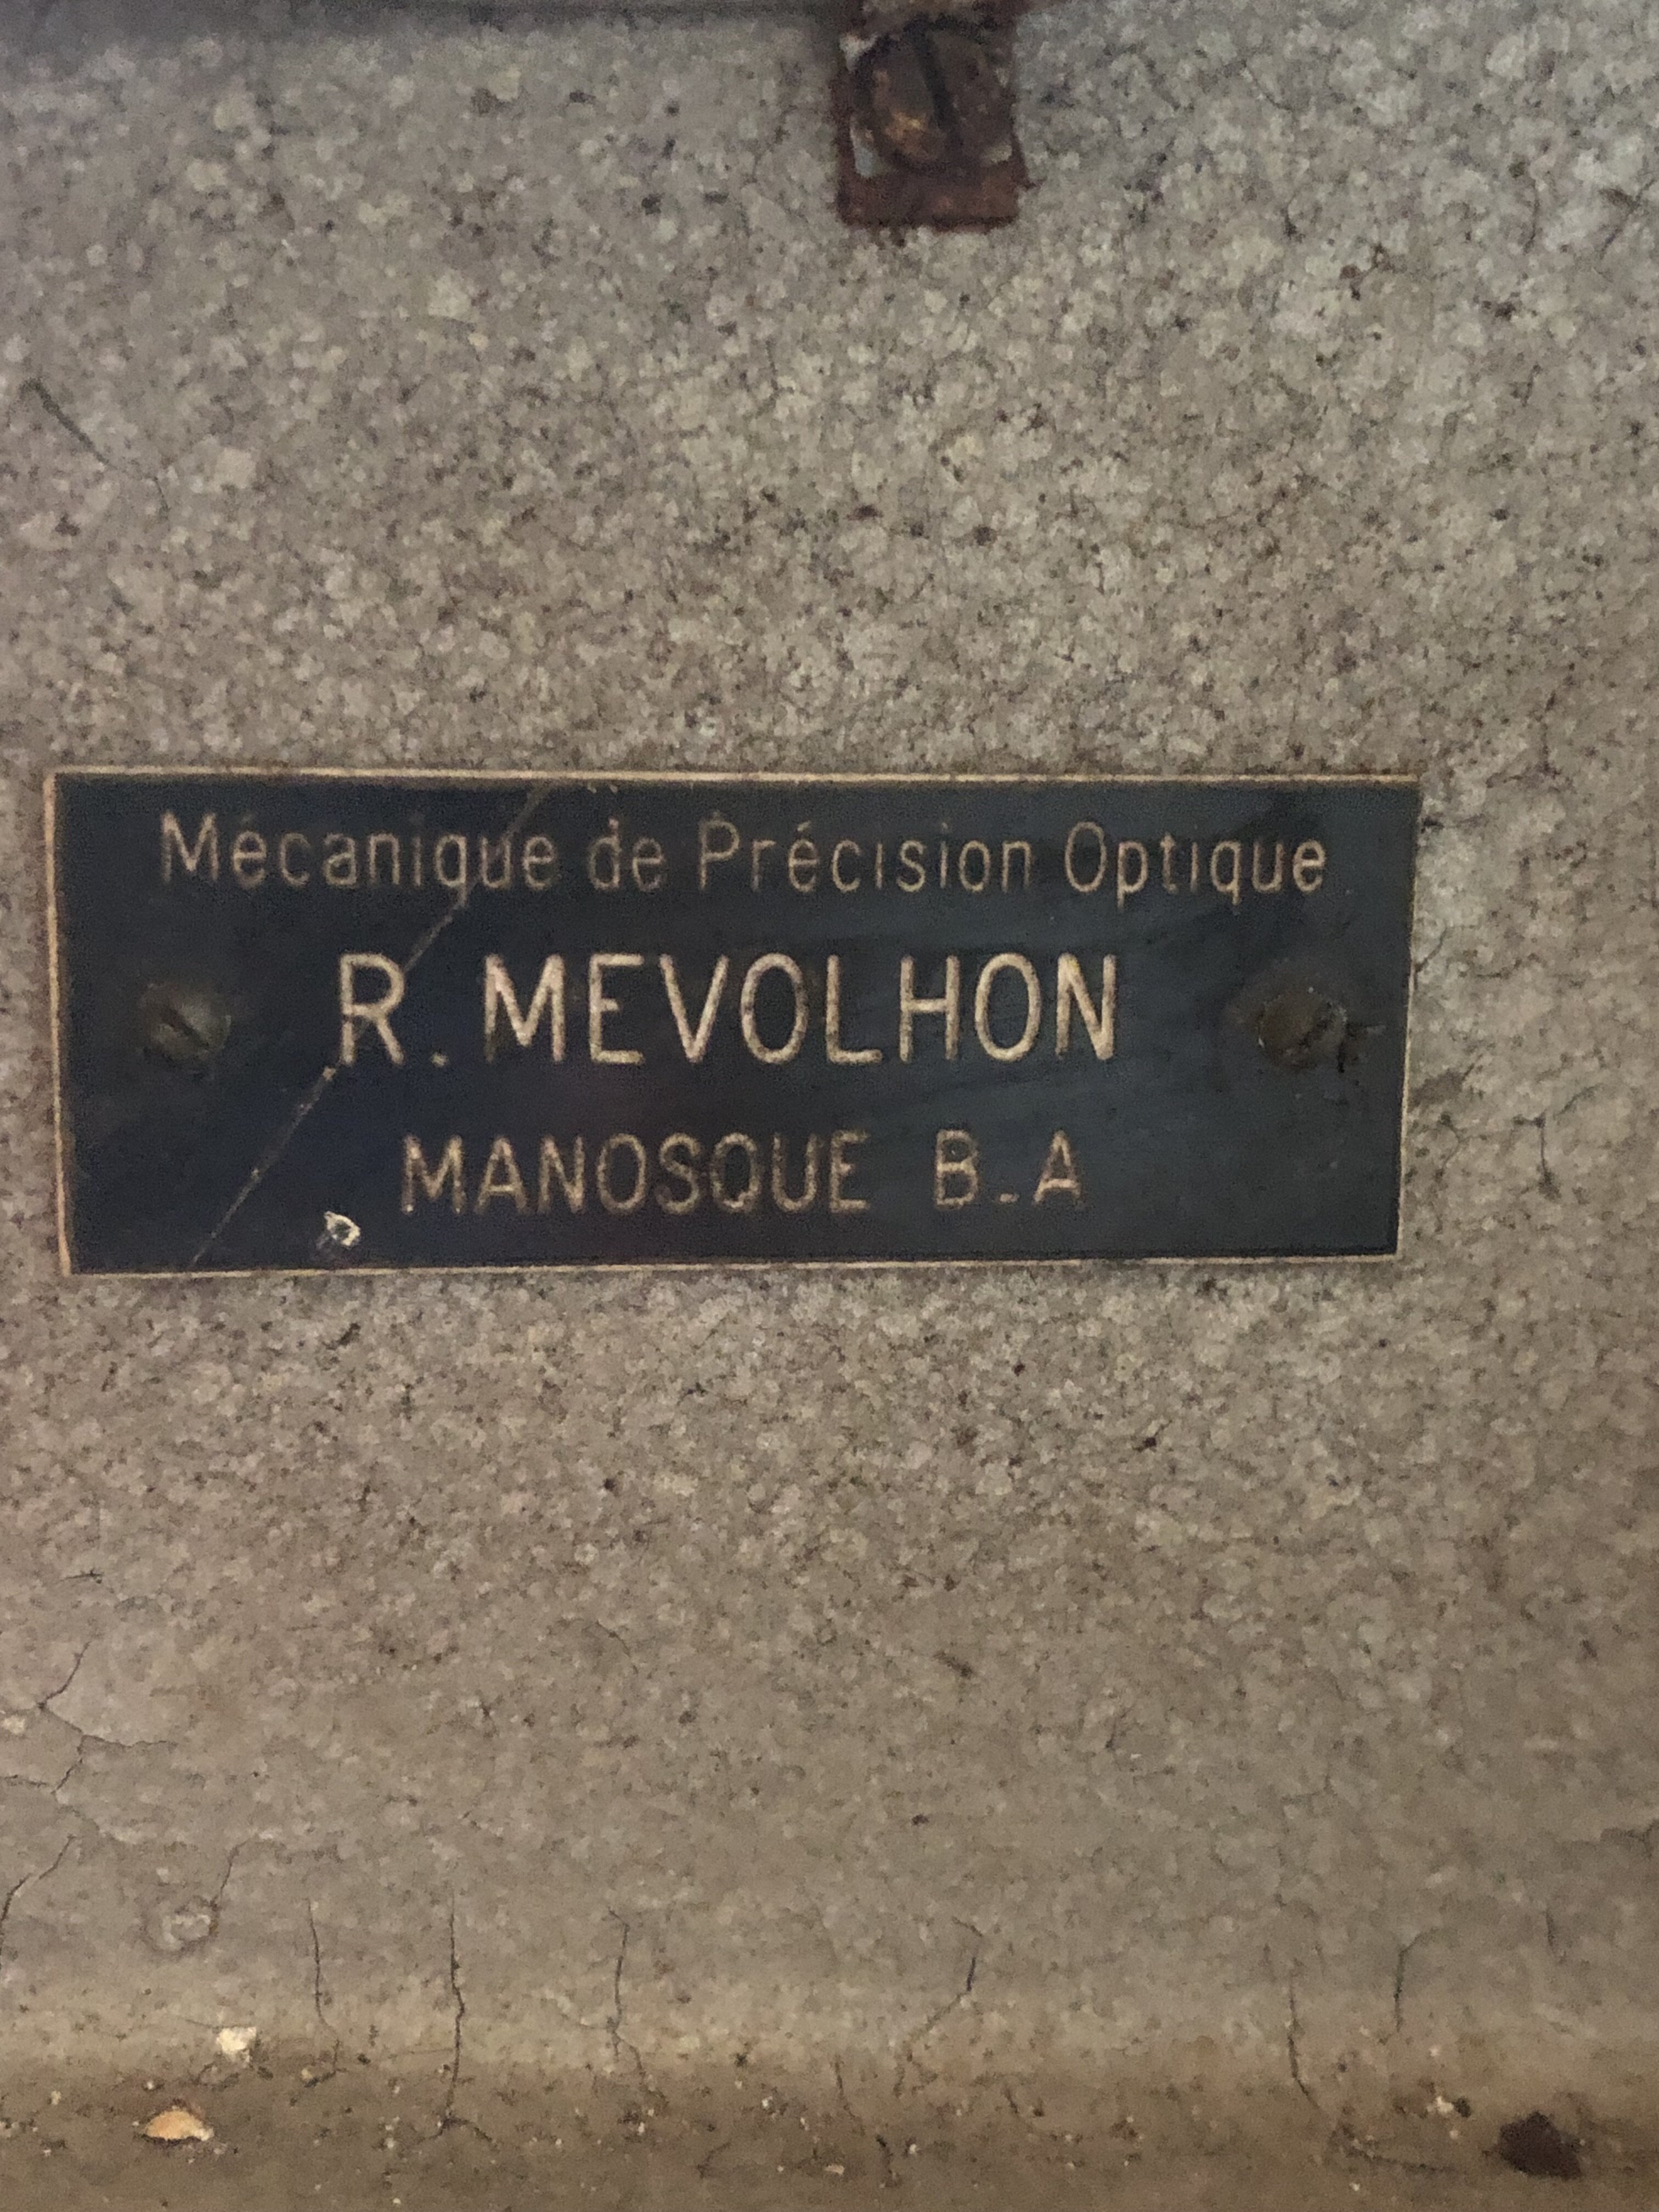 Mécanique de Précision Optique
R. MEVOLHON
MANOSQUE B-A